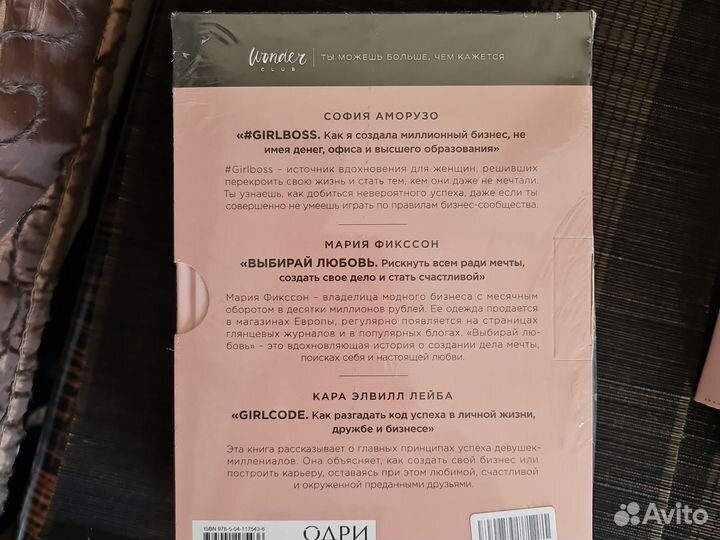 Wonder
CLUB
ТЫ МОЖЕШЬ БОЛЬШЕ, ЧЕМ КАЖЕТСЯ
СОФИЯ АМОРУЗО
«#GIRLBOSS. Как я создала миллионный бизнес, не
имея денег, офиса и высшего образования»
#Girlboss – источник вдохновения для женщин, решивших
перекроить свою жизнь и стать тем, кем они даже не мечтали.
Ты узнаешь, как добиться невероятного успеха, даже если ты
совершенно не умеешь играть по правилам бизнес-сообщества.
МАРИЯ ФИКССОН
«ВЫБИРАЙ ЛЮБОВЬ. Рискнуть всем ради мечты,
создать свое дело и стать счастливой»
Мария Фикссон – владелица модного бизнеса с месячным
оборотом в десятки миллионов рублей. Ее одежда продается
в магазинах Европы, регулярно появляется на страницах
глянцевых журналов и в популярных блогах. «Выбирай лю-
бовь» – это вдохновляющая история о создании дела мечты,
поисках себя и настоящей любви.
КАРА ЭЛВИЛЛ ЛЕЙБА
«GIRLCODE. Как разгадать код успеха в личной жизни,
дружбе и бизнесе»
Эта книга рассказывает о главных принципах успеха девушек-
миллениалов. Она объясняет, как создать свой бизнес или
построить карьеру, оставаясь при этом любимой, счастливой
и окруженной преданными друзьями.
ISBN 978-5-04-117543-6
ОДРИ
Avito